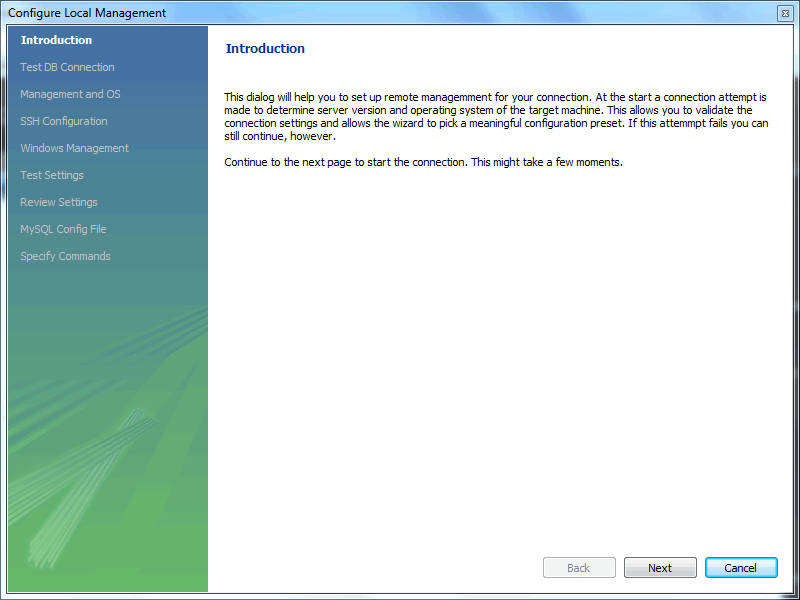 Configure Local Management
Introduction
Test DB Connection
Management and OS
SSH Configuration
Windows Management
Test Settings
Review Settings
MySQL Config File
Specify Commands
Introduction
This dialog will help you to set up remote managemment for your connection. At the start a connection attempt is
made to determine server version and operating system of the target machine. This allows you to validate the
connection settings and allows the wizard to pick a meaningful configuration preset. If this attemmpt fails you can
still continue, however.
Continue to the next page to start the connection. This might take a few moments.
Back
Next
Cancel